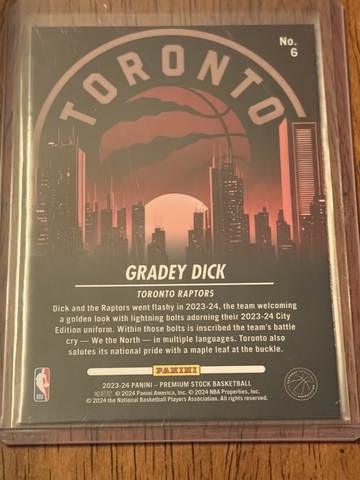 No.
6
TORONTO
GRADEY DICK
TORONTO RAPTORS
Dick and the Raptors went flashy in 2023-24, the team welcoming
a golden look with lightning bolts adorning their 2023-24 City
Edition uniform. Within those bolts is inscribed the team's battle
cry — We the North — in multiple languages. Toronto also
salutes its national pride with a maple leaf at the buckle.
PANINI
2023-24 PANINI – PREMIUM STOCK BASKETBALL
© 2024 Panini America, Inc. © 2024 NBA Properties, Inc.
© 2024 the National Basketball Players Association. All rights reserved.